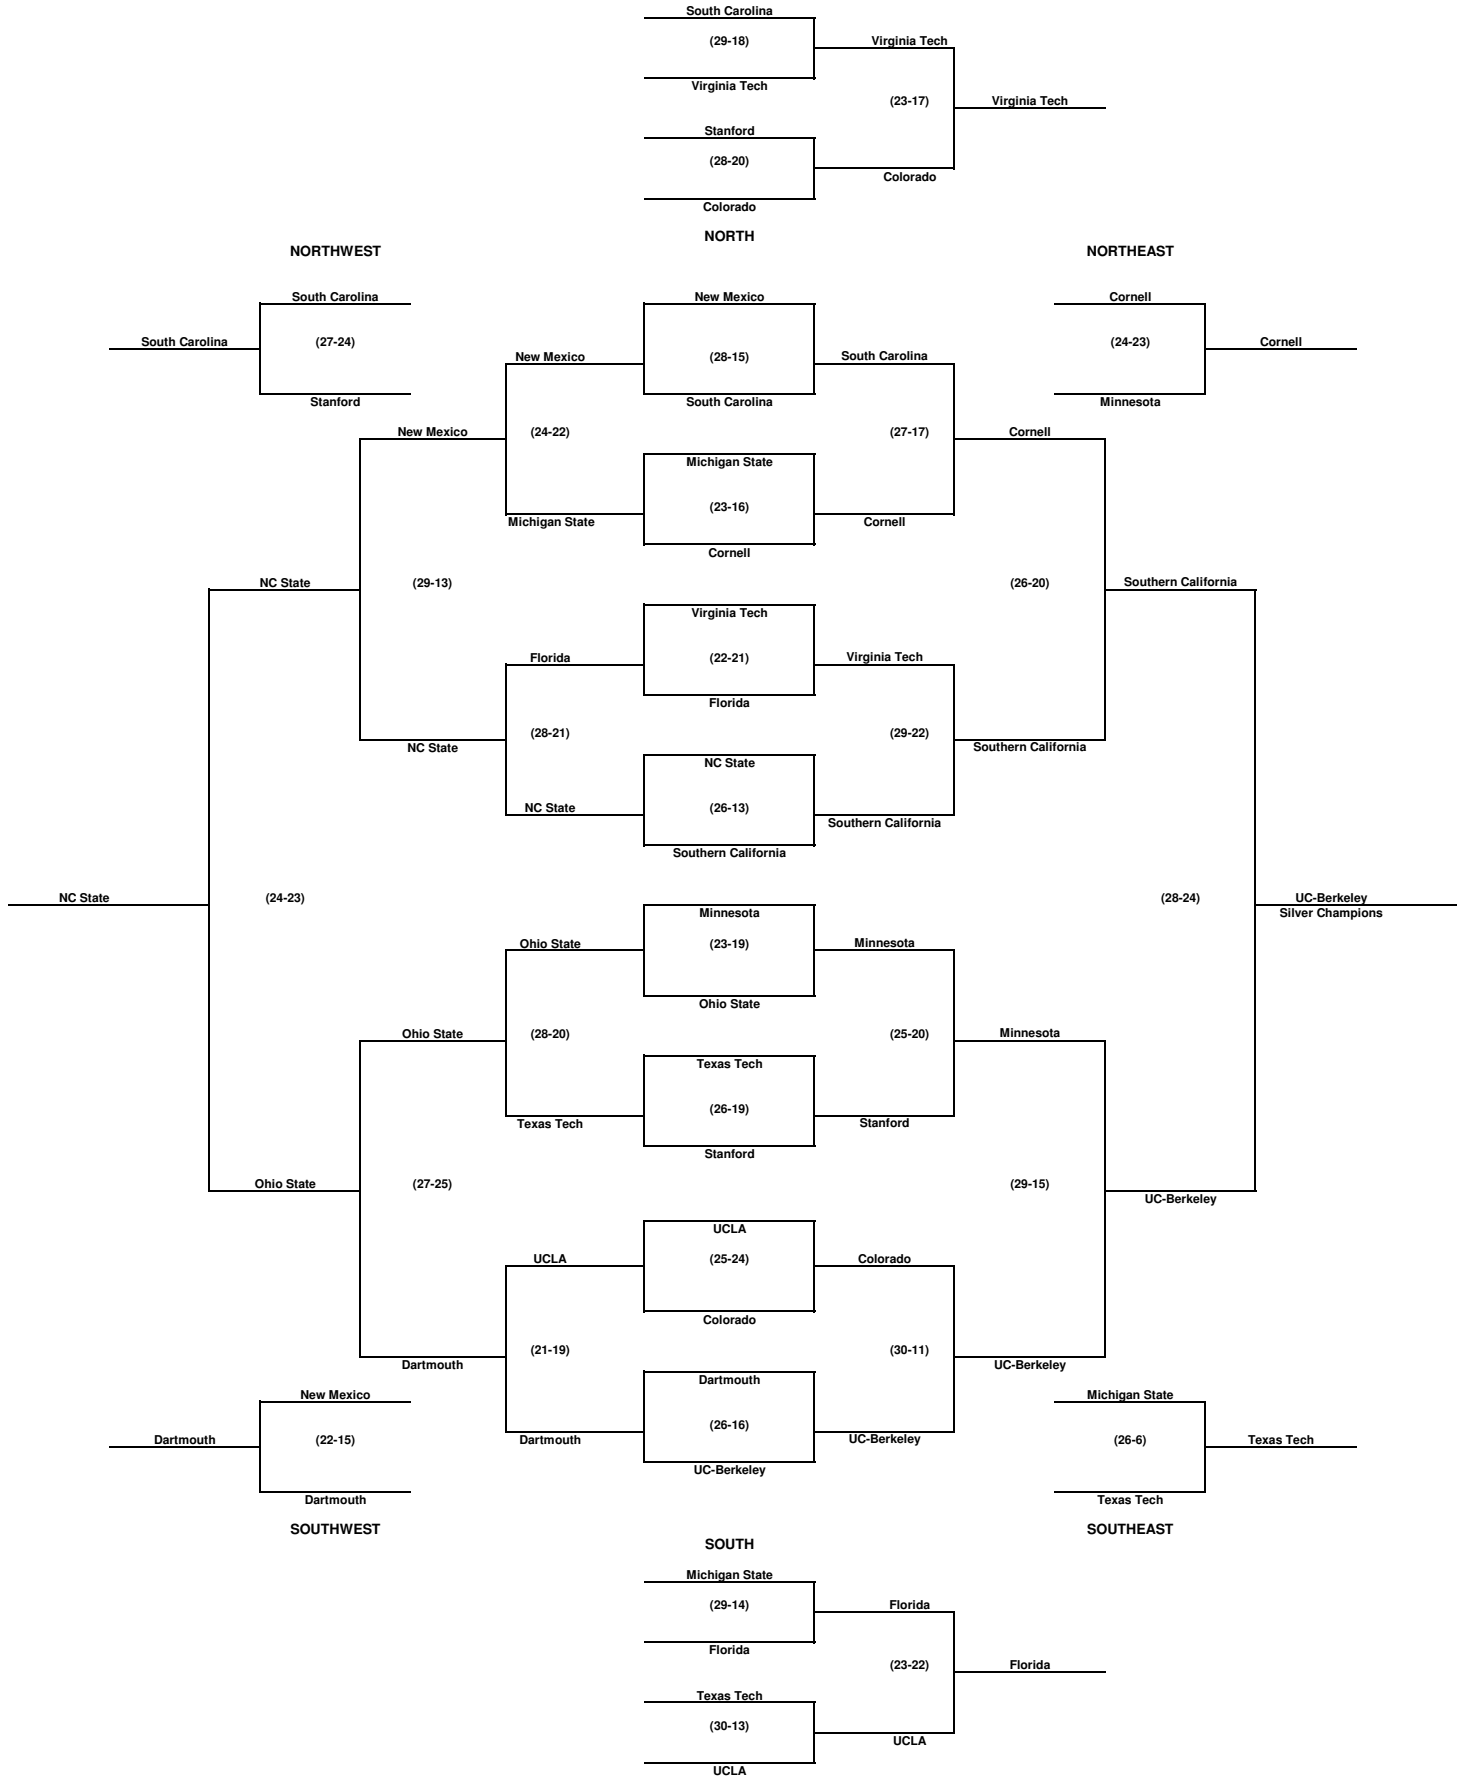 South Carolina
(29-18)
Virginia Tech
Virginia Tech
(23-17)
Virginia Tech
Stanford
(28-20)
Colorado
Colorado
NORTH
NORTHWEST
NORTHEAST
South Carolina
New Mexico
Cornell
South Carolina
(27-24)
(24-23)
Cornell
New Mexico
(28-15)
South Carolina
Stanford
South Carolina
Minnesota
New Mexico
(24-22)
(27-17)
Cornell
Michigan State
(23-16)
Michigan State
Cornell
Cornell
NC State
(29-13)
(26-20)
Southern California
Virginia Tech
Florida
(22-21)
Virginia Tech
Florida
(28-21)
(29-22)
NC State
Southern California
NC State
NC State
(26-13)
Southern California
Southern California
NC State
(24-23)
(28-24)
UC-Berkeley
Silver Champions
Minnesota
Ohio State
(23-19)
Minnesota
Ohio State
Ohio State
(28-20)
(25-20)
Minnesota
Texas Tech
(26-19)
Texas Tech
Stanford
Stanford
Ohio State
(27-25)
(29-15)
UC-Berkeley
UCLA
UCLA
(25-24)
Colorado
Colorado
(21-19)
(30-11)
Dartmouth
UC-Berkeley
Dartmouth
New Mexico
Michigan State
(26-16)
Dartmouth
(22-15)
Dartmouth
UC-Berkeley
(26-6)
Texas Tech
UC-Berkeley
Dartmouth
Texas Tech
SOUTHWEST
SOUTHEAST
SOUTH
Michigan State
(29-14)
Florida
Florida
(23-22)
Florida
Texas Tech
(30-13)
UCLA
UCLA